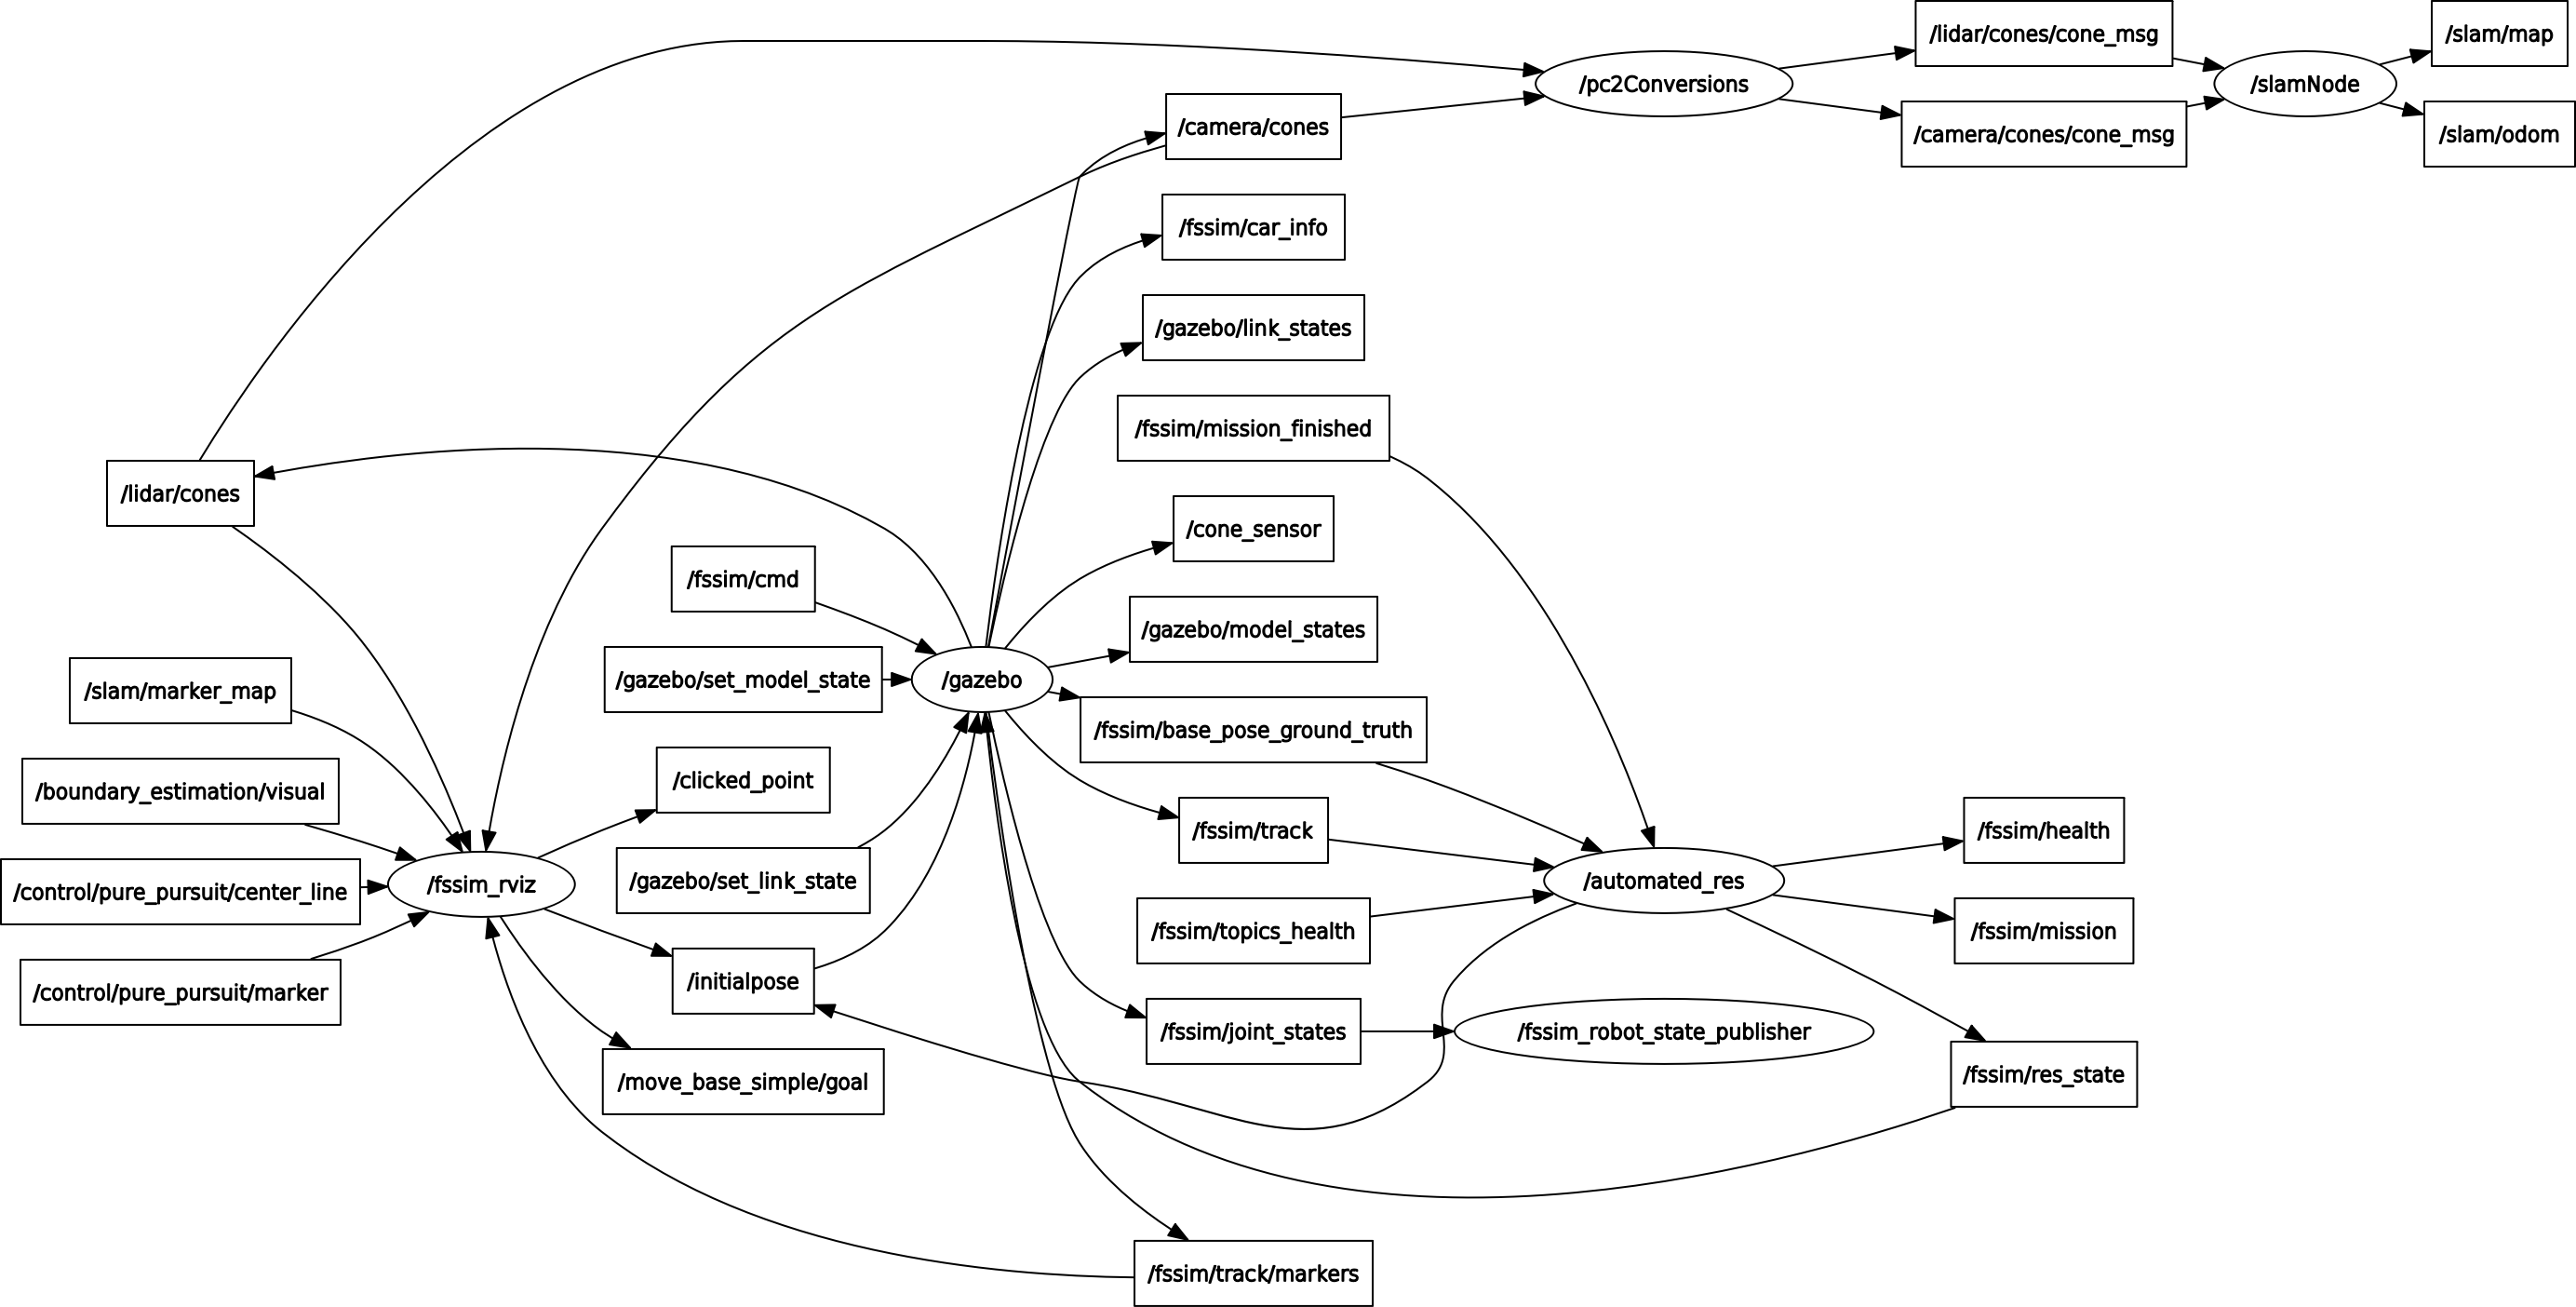 /lidar/cones/cone_msg
/slam/map
/pc2Conversions
/slamNode
/camera/cones
/camera/cones/cone_msg
/slam/odom
/fssim/car_info
/gazebo/link_states
/fssim/mission_finished
/lidar/cones
/cone_sensor
/fssim/cmd
/gazebo/model_states
/gazebo/set_model_state
/gazebo
/slam/marker_map
/fssim/base_pose_ground_truth
/clicked_point
/boundary_estimation/visual
/fssim/track
/fssim/health
/gazebo/set_link_state
/automated_res
/fssim_rviz
/control/pure_pursuit/center_line
/fssim/topics_health
/fssim/mission
/initialpose
/control/pure_pursuit/marker
/fssim/joint_states
/fssim_robot_state_publisher
/fssim/res_state
/move_base_simple/goal
/fssim/track/markers